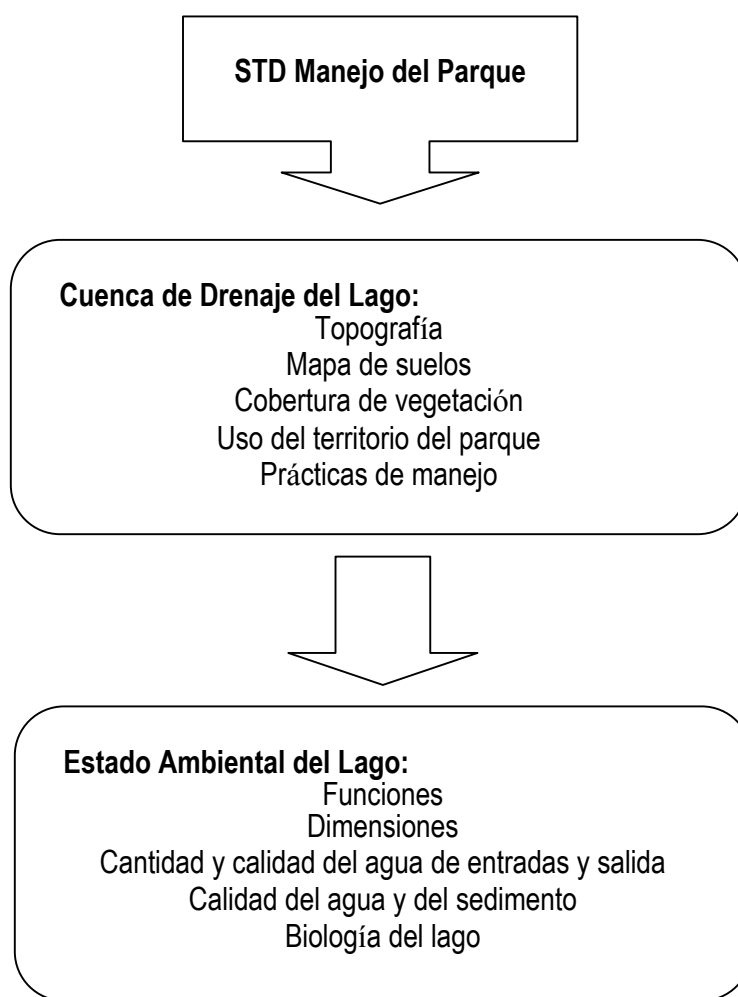 STD Manejo del Parque
Cuenca de Drenaje del Lago:
Topografía
Mapa de suelos
Cobertura de vegetación
Uso del territorio del parque
Prácticas de manejo
Estado Ambiental del Lago:
Funciones
Dimensiones
Cantidad y calidad del agua de entradas y salida
Calidad del agua y del sedimento
Biología del lago